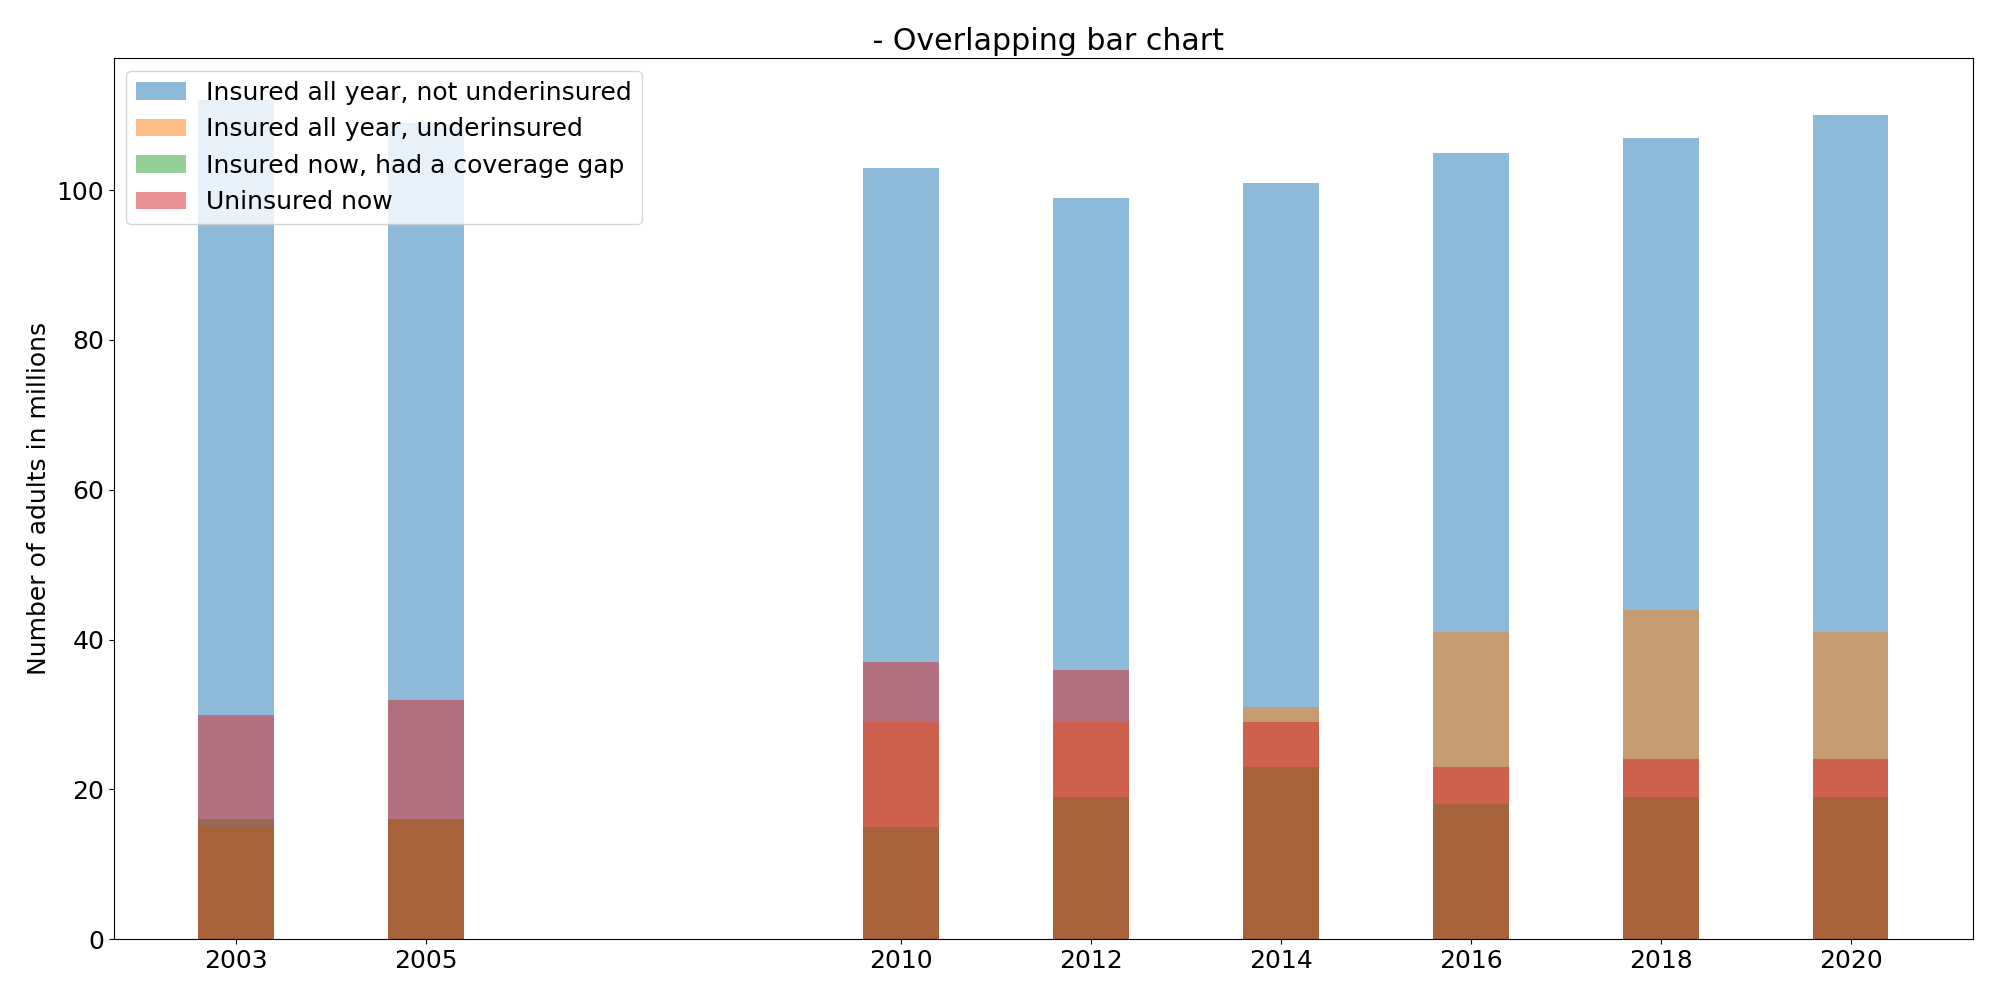 - Overlapping bar chart
Insured all year, not underinsured
Insured all year, underinsured
Insured now, had a coverage gap
Uninsured now
Number of adults in millions
100
80
60
40
20
0
2003 2005 2010 2012 2014 2016 2018 2020